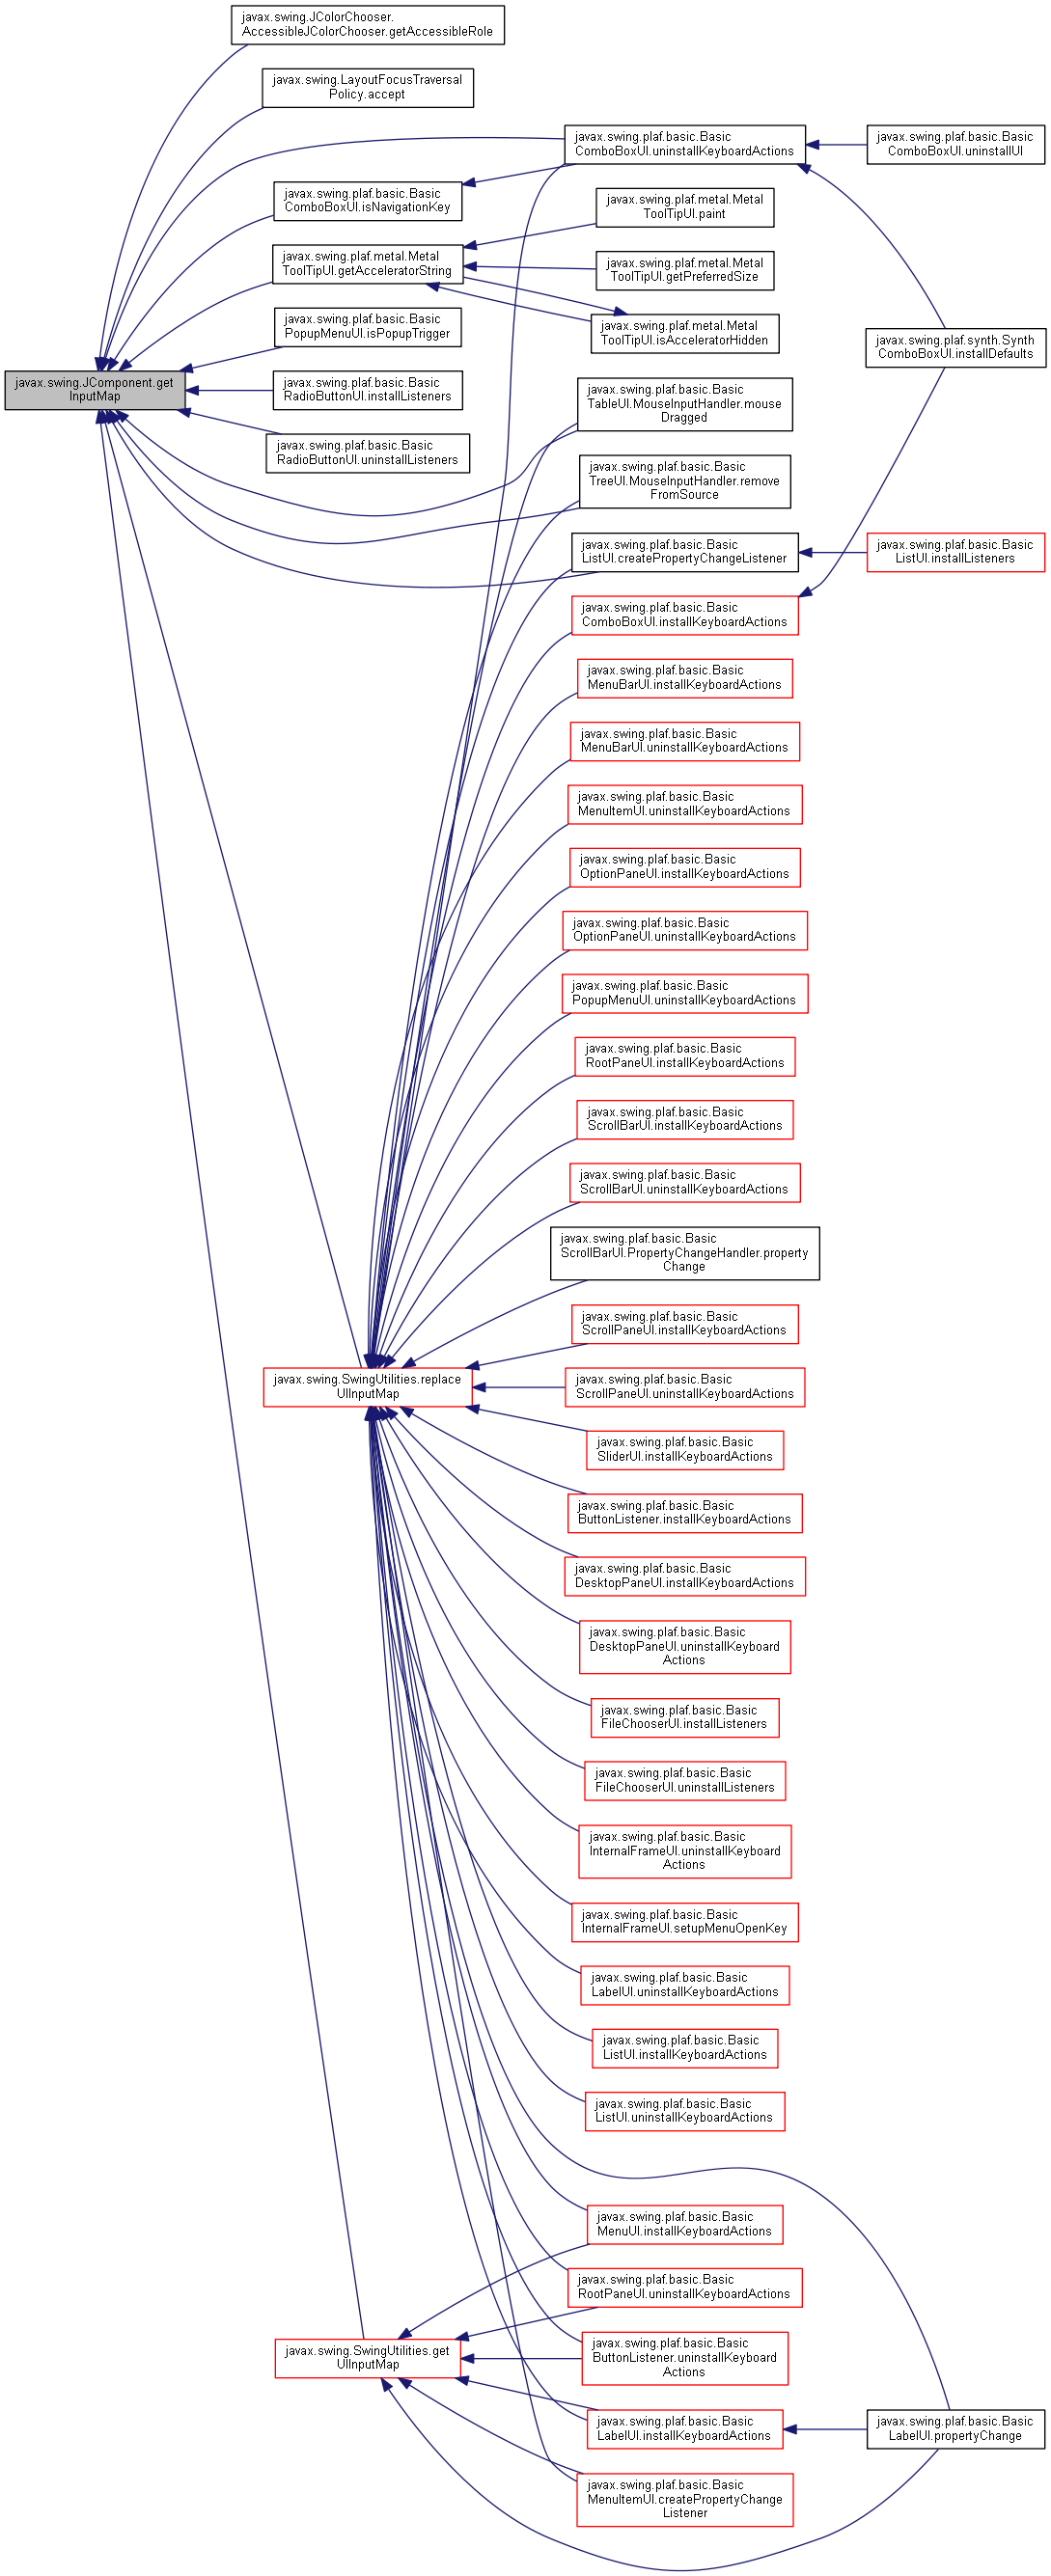 javax.swing.JColorChooser.
AccessibleJColorChooser.getAccessibleRole
javax.swing.LayoutFocusTraversal
Policy.accept
javax.swing.plaf.basic.Basic
ComboBoxUI.uninstallKeyboardActions
javax.swing.plaf.basic.Basic
ComboBoxUI.uninstallUI
javax.swing.plaf.basic.Basic
ComboBoxUI.isNavigationKey
javax.swing.plaf.metal.Metal
ToolTipUI.paint
javax.swing.plaf.metal.Metal
ToolTipUI.getAcceleratorString
javax.swing.plaf.metal.Metal
ToolTipUI.getPreferredSize
javax.swing.plaf.basic.Basic
PopupMenuUI.isPopupTrigger
javax.swing.plaf.metal.Metal
ToolTipUI.isAcceleratorHidden
javax.swing.plaf.synth.Synth
ComboBoxUI.installDefaults
javax.swing.JComponent.get
InputMap
javax.swing.plaf.basic.Basic
RadioButtonUI.installListeners
javax.swing.plaf.basic.Basic
TableUI.MouseInputHandler.mouse
Dragged
javax.swing.plaf.basic.Basic
RadioButtonUI.uninstallListeners
javax.swing.plaf.basic.Basic
TreeUI.MouseInputHandler.remove
FromSource
javax.swing.plaf.basic.Basic
ListUI.createPropertyChangeListener
javax.swing.plaf.basic.Basic
ListUI.installListeners
javax.swing.plaf.basic.Basic
ComboBoxUI.installKeyboardActions
javax.swing.plaf.basic.Basic
MenuBarUI.installKeyboardActions
javax.swing.plaf.basic.Basic
MenuBarUI.uninstallKeyboardActions
javax.swing.plaf.basic.Basic
MenuItemUI.uninstallKeyboardActions
javax.swing.plaf.basic.Basic
OptionPaneUI.installKeyboardActions
javax.swing.plaf.basic.Basic
OptionPaneUI.uninstallKeyboardActions
javax.swing.plaf.basic.Basic
PopupMenuUI.uninstallKeyboardActions
javax.swing.plaf.basic.Basic
RootPaneUI.installKeyboardActions
javax.swing.plaf.basic.Basic
ScrollBarUI.installKeyboardActions
javax.swing.plaf.basic.Basic
ScrollBarUI.uninstallKeyboardActions
javax.swing.plaf.basic.Basic
ScrollBarUI.PropertyChangeHandler.property
Change
javax.swing.plaf.basic.Basic
ScrollPaneUI.installKeyboardActions
javax.swing.SwingUtilities.replace
UIInputMap
javax.swing.plaf.basic.Basic
ScrollPaneUI.uninstallKeyboardActions
javax.swing.plaf.basic.Basic
SliderUI.installKeyboardActions
javax.swing.plaf.basic.Basic
ButtonListener.installKeyboardActions
javax.swing.plaf.basic.Basic
DesktopPaneUI.installKeyboardActions
javax.swing.plaf.basic.Basic
DesktopPaneUI.uninstallKeyboard
Actions
javax.swing.plaf.basic.Basic
FileChooserUI.installListeners
javax.swing.plaf.basic.Basic
FileChooserUI.uninstallListeners
javax.swing.plaf.basic.Basic
InternalFrameUI.uninstallKeyboard
Actions
javax.swing.plaf.basic.Basic
InternalFrameUI.setupMenuOpenKey
javax.swing.plaf.basic.Basic
LabelUI.uninstallKeyboardActions
javax.swing.plaf.basic.Basic
ListUI.installKeyboardActions
javax.swing.plaf.basic.Basic
ListUI.uninstallKeyboardActions
javax.swing.plaf.basic.Basic
MenuUI.installKeyboardActions
javax.swing.plaf.basic.Basic
RootPaneUI.uninstallKeyboardActions
javax.swing.SwingUtilities.get
UIInputMap
javax.swing.plaf.basic.Basic
ButtonListener.uninstallKeyboard
Actions
javax.swing.plaf.basic.Basic
LabelUI.installKeyboardActions
javax.swing.plaf.basic.Basic
LabelUI.propertyChange
javax.swing.plaf.basic.Basic
MenuItemUI.createPropertyChange
Listener